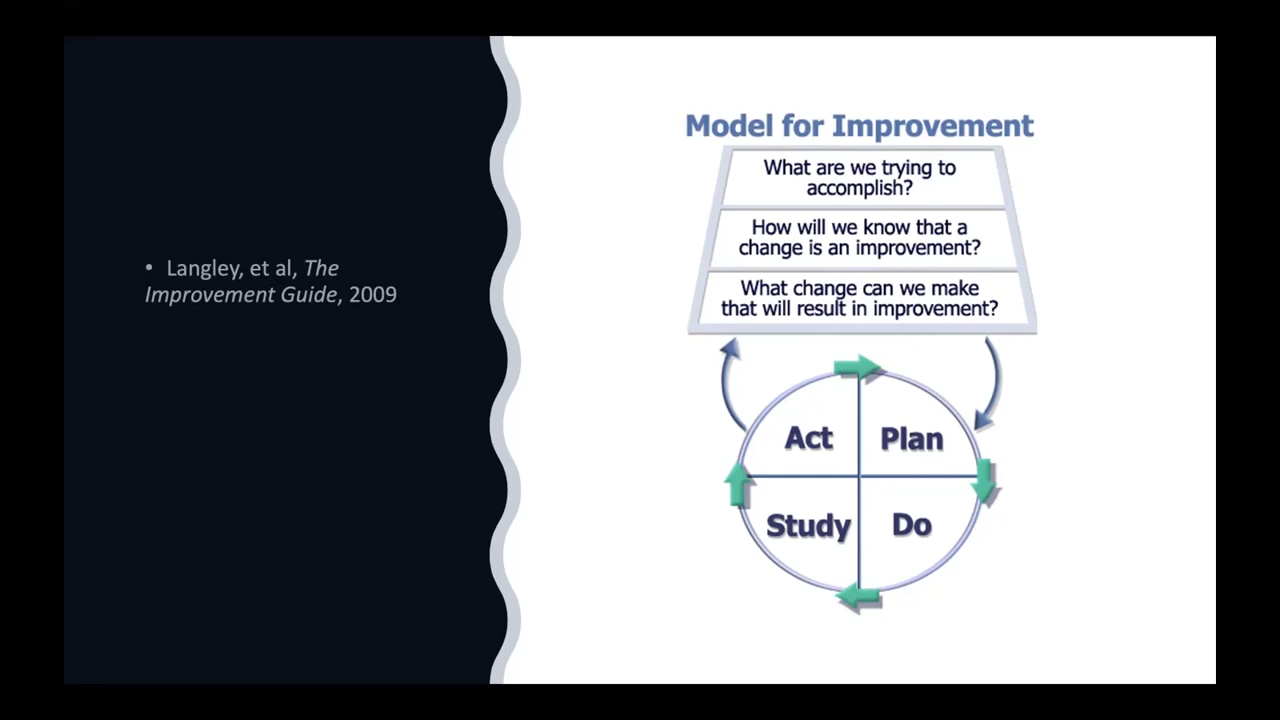 • Langley, et al, The
Improvement Guide, 2009
Model for Improvement
What are we trying to
accomplish?
How will we know that a
change is an improvement?
What change can we make
that will result in improvement?
Act
Plan
Study
Do